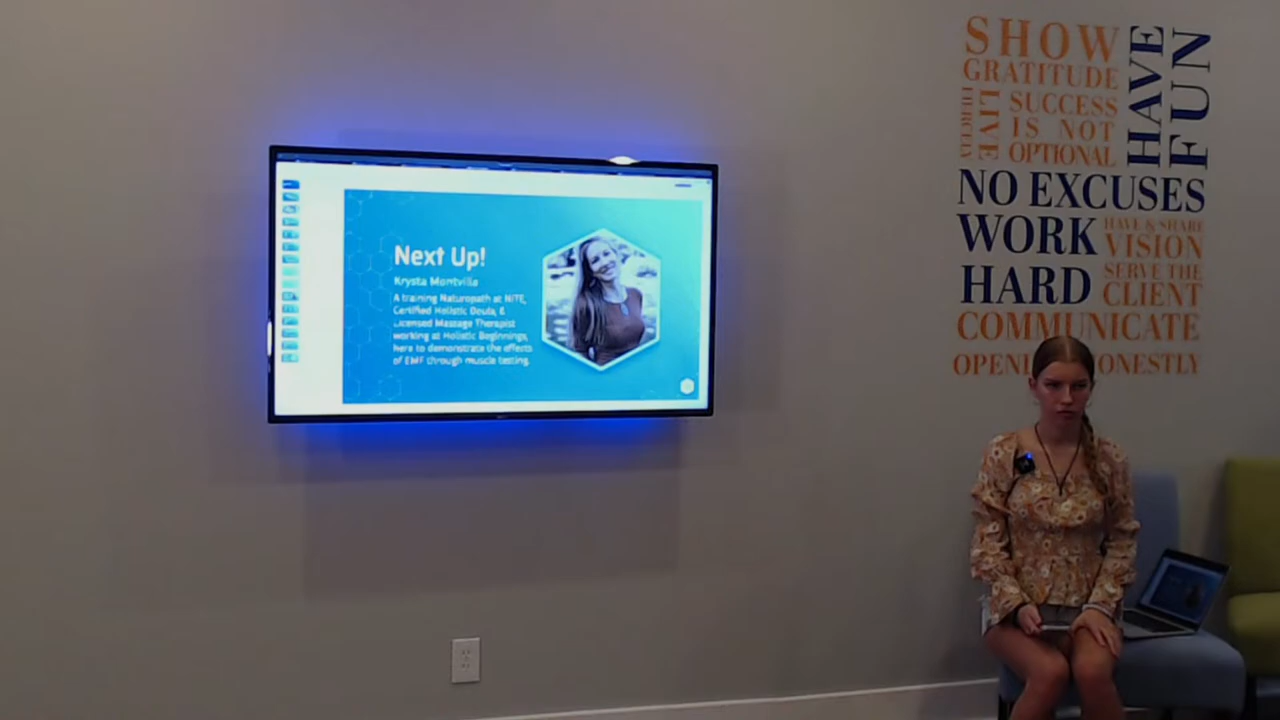 Next Up!
Krysta Montville
A training Naturopath at NITE,
Certified Holistic Doula, &
Licensed Massage Therapist
working at Holistic Beginnings,
here to demonstrate the effects
of EMF through muscle testing.
SHOW
GRATITUDE
LIVE
SUCCESS
IS NOT
OPTIONAL
HAVE
FUN
NO EXCUSES
WORK
HARD
HAVE & SHARE
VISION
SERVE THE
CLIENT
COMMUNICATE